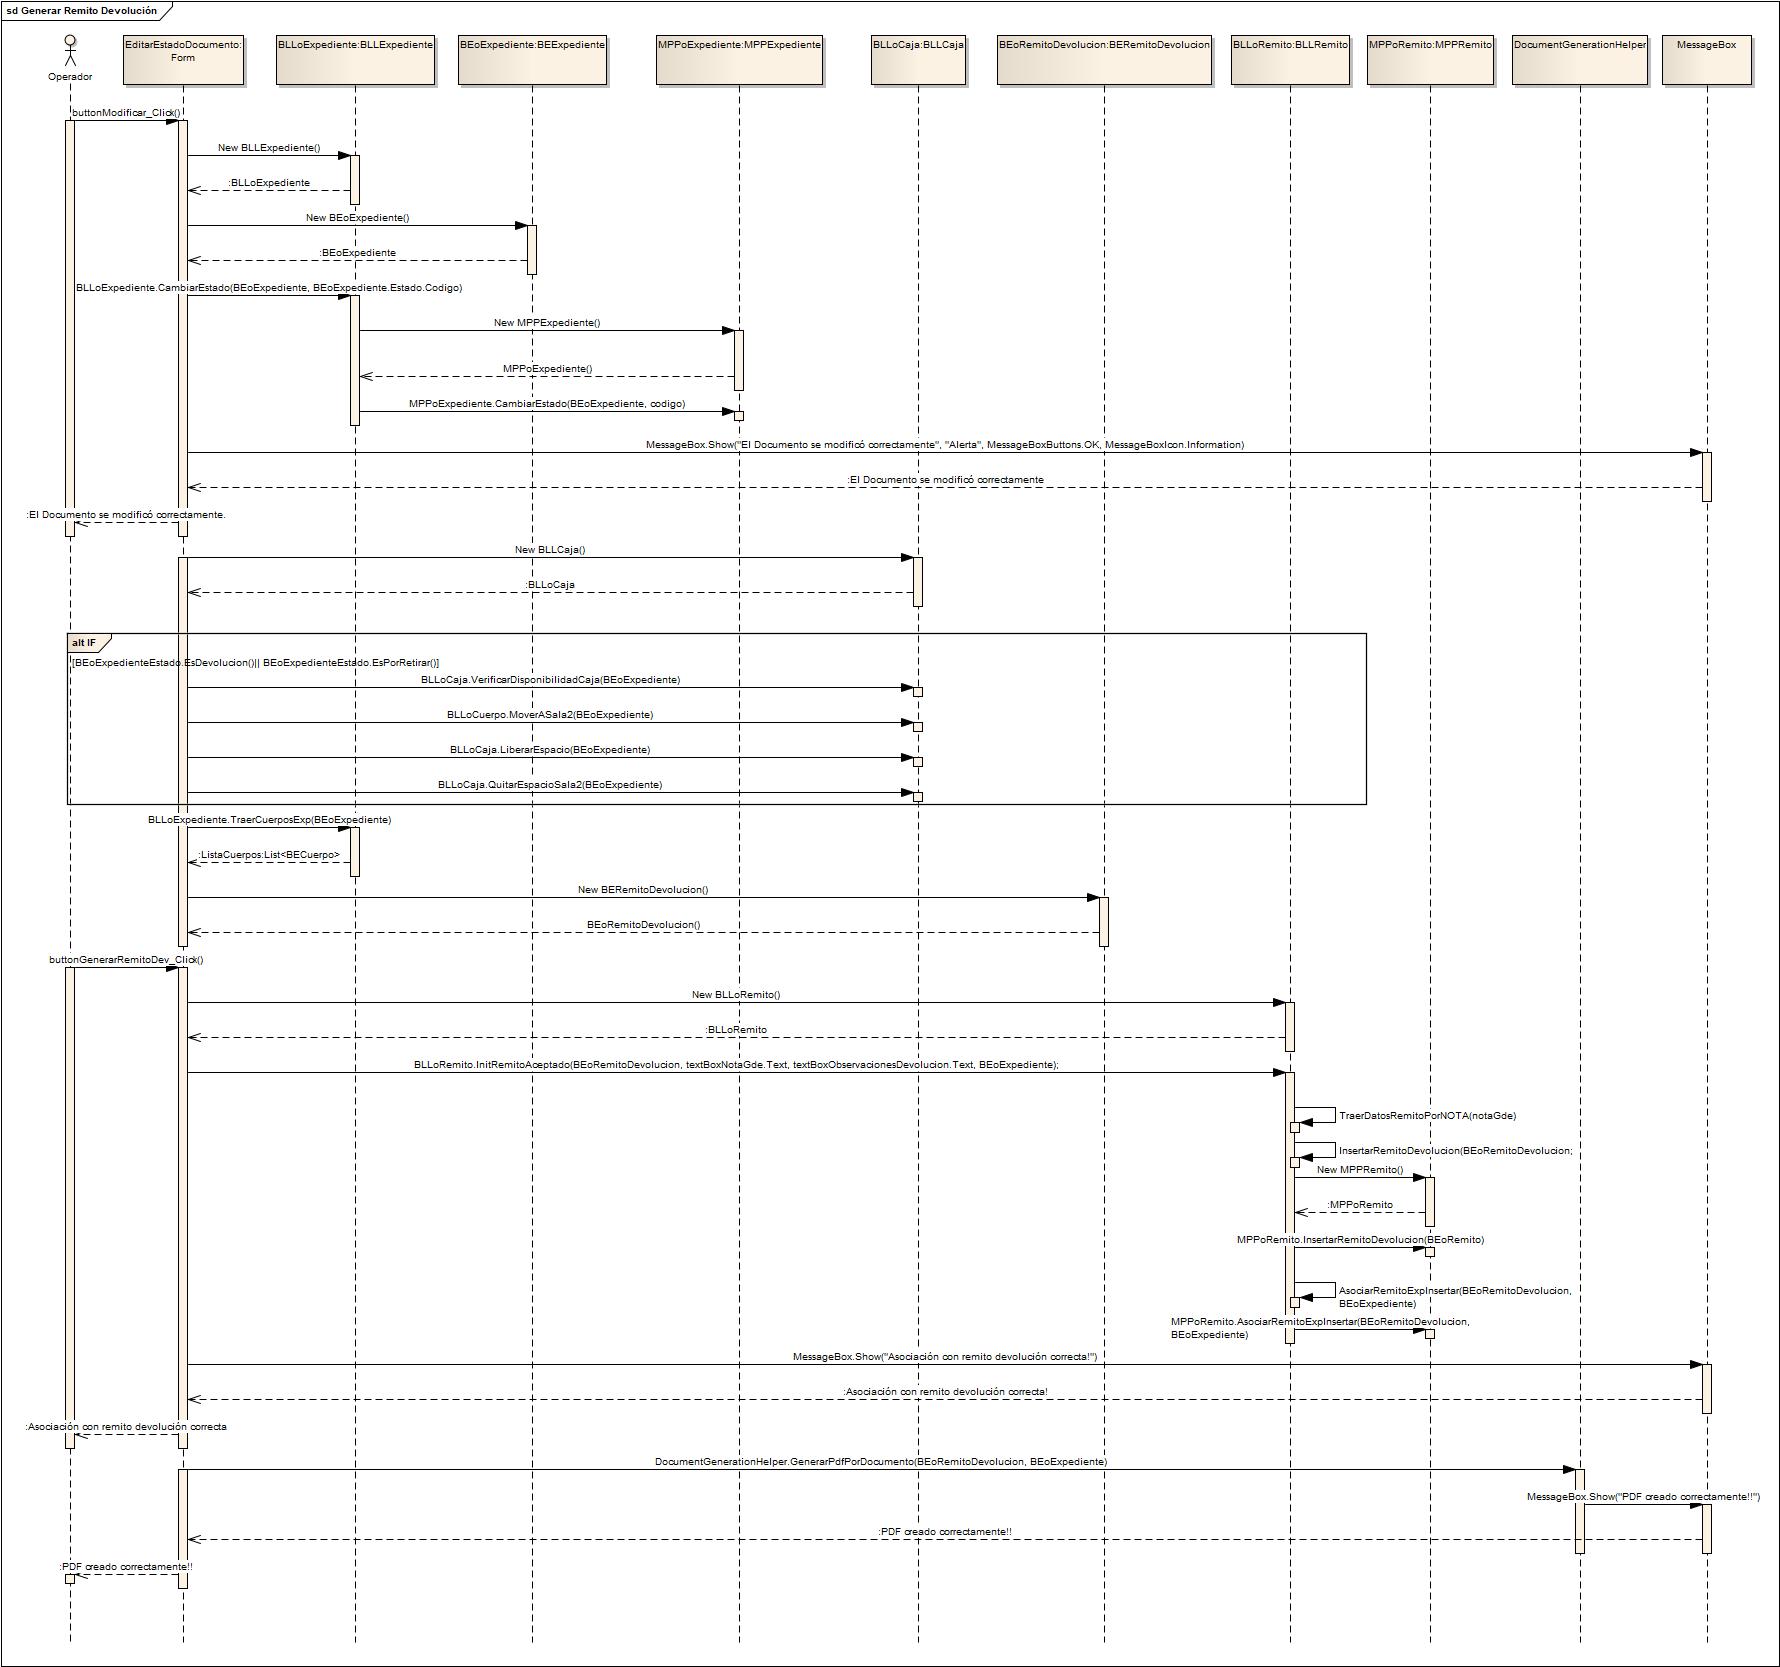 sd Generar Remito Devolución
Operador
EditarEstadoDocumento:
Form
BLLoExpediente:BLLExpediente
BEoExpediente:BEExpediente
MPPoExpediente:MPPExpediente
BLLoCaja:BLLCaja
BEoRemitoDevolucion:BERemitoDevolucion
BLLoRemito:BLLRemito
MPPoRemito:MPPRemito
DocumentGenerationHelper
MessageBox
buttonModificar_Click()
New BLLExpediente()
:BLLoExpediente
New BEoExpediente()
:BEoExpediente
BLLoExpediente.CambiarEstado(BEoExpediente, BEoExpediente.Estado.Codigo)
New MPPExpediente()
MPPoExpediente()
MPPoExpediente.CambiarEstado(BEoExpediente, codigo)
MessageBox.Show("El Documento se modificó correctamente", "Alerta", MessageBoxButtons.OK, MessageBoxIcon.Information)
:El Documento se modificó correctamente
:El Documento se modificó correctamente.
New BLLCaja()
:BLLoCaja
alt IF
[BEoExpedienteEstado.EsDevolucion()|| BEoExpedienteEstado.EsPorRetirar()]
BLLoCaja.VerificarDisponibilidadCaja(BEoExpediente)
BLLoCuerpo.MoverASala2(BEoExpediente)
BLLoCaja.LiberarEspacio(BEoExpediente)
BLLoCaja.QuitarEspacioSala2(BEoExpediente)
BLLoExpediente.TraerCuerposExp(BEoExpediente)
:ListaCuerpos:List<BECuerpo>
New BERemitoDevolucion()
BEoRemitoDevolucion()
buttonGenerarRemitoDev_Click()
New BLLoRemito()
:BLLoRemito
BLLoRemito.InitRemitoAceptado(BEoRemitoDevolucion, textBoxNotaGde.Text, textBoxObservacionesDevolucion.Text, BEoExpediente);
TraerDatosRemitoPorNOTA(notaGde)
InsertarRemitoDevolucion(BEoRemitoDevolucion;
New MPPRemito()
:MPPoRemito
MPPoRemito.InsertarRemitoDevolucion(BEoRemito)
AsociarRemitoExpInsertar(BEoRemitoDevolucion,
BEoExpediente)
MPPoRemito.AsociarRemitoExpInsertar(BEoRemitoDevolucion,
BEoExpediente)
MessageBox.Show("Asociación con remito devolución correcta!")
:Asociación con remito devolución correcta!
:Asociación con remito devolución correcta
DocumentGenerationHelper.GenerarPdfPorDocumento(BEoRemitoDevolucion, BEoExpediente)
MessageBox.Show("PDF creado correctamente!!")
:PDF creado correctamente!!
:PDF creado correctamente!!